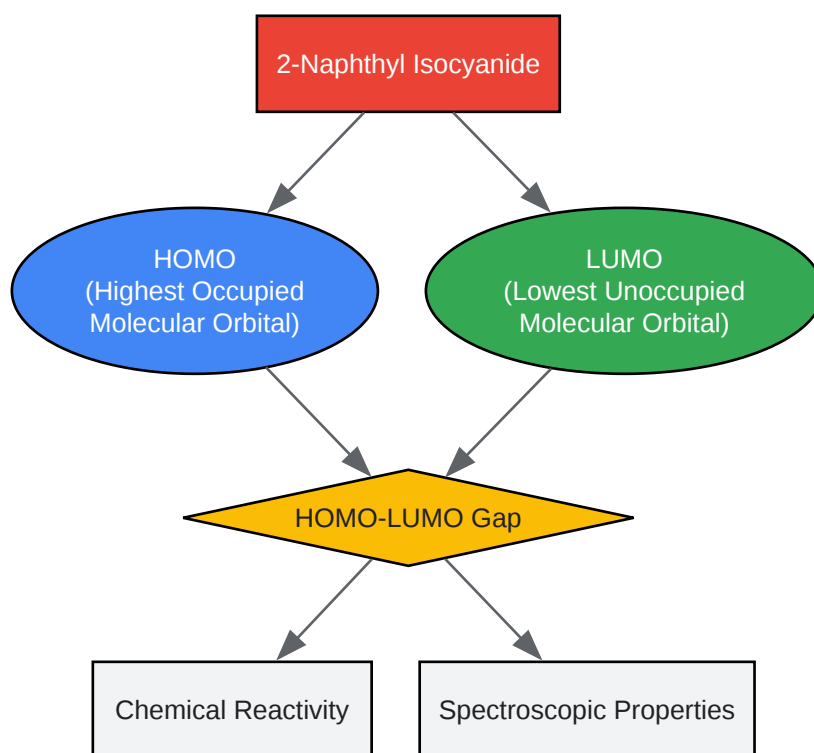 2-Naphthyl Isocyanide
HOMO
(Highest Occupied
Molecular Orbital)
LUMO
(Lowest Unoccupied
Molecular Orbital)
HOMO-LUMO Gap
Chemical Reactivity
Spectroscopic Properties